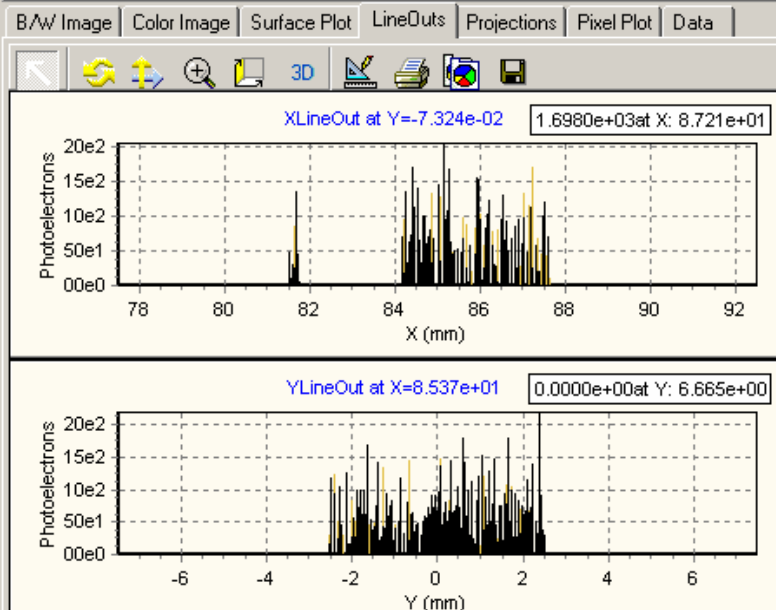 B/W Image Color Image Surface Plot LineOuts Projections Pixel Plot Data
3D
XLineOut at Y=-7.324e-02 1.6980e+03at X: 8.721e+01
Photoelectrons
20e2
15e2
10e2
50e1
00e0
78 80 82 84 86 88 90 92
X (mm)
YLineOut at X=8.537e+01 0.0000e+00at Y: 6.665e+00
Photoelectrons
20e2
15e2
10e2
50e1
00e0
-6 -4 -2 0 2 4 6
Y (mm)